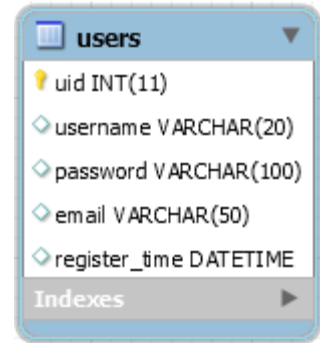 users
uid INT(11)
username VARCHAR(20)
password VARCHAR(100)
email VARCHAR(50)
register_time DATETIME
Indexes